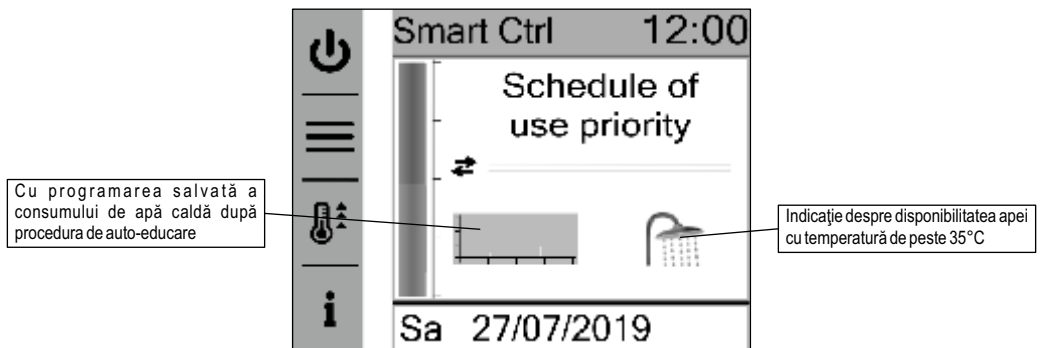 Smart Ctrl 12:00
Schedule of
use priority
Cu programarea salvată a
consumului de apă caldă după
procedura de auto-educare
Indicaţie despre disponibilitatea apei
cu temperatură de peste 35°C
i
Sa 27/07/2019